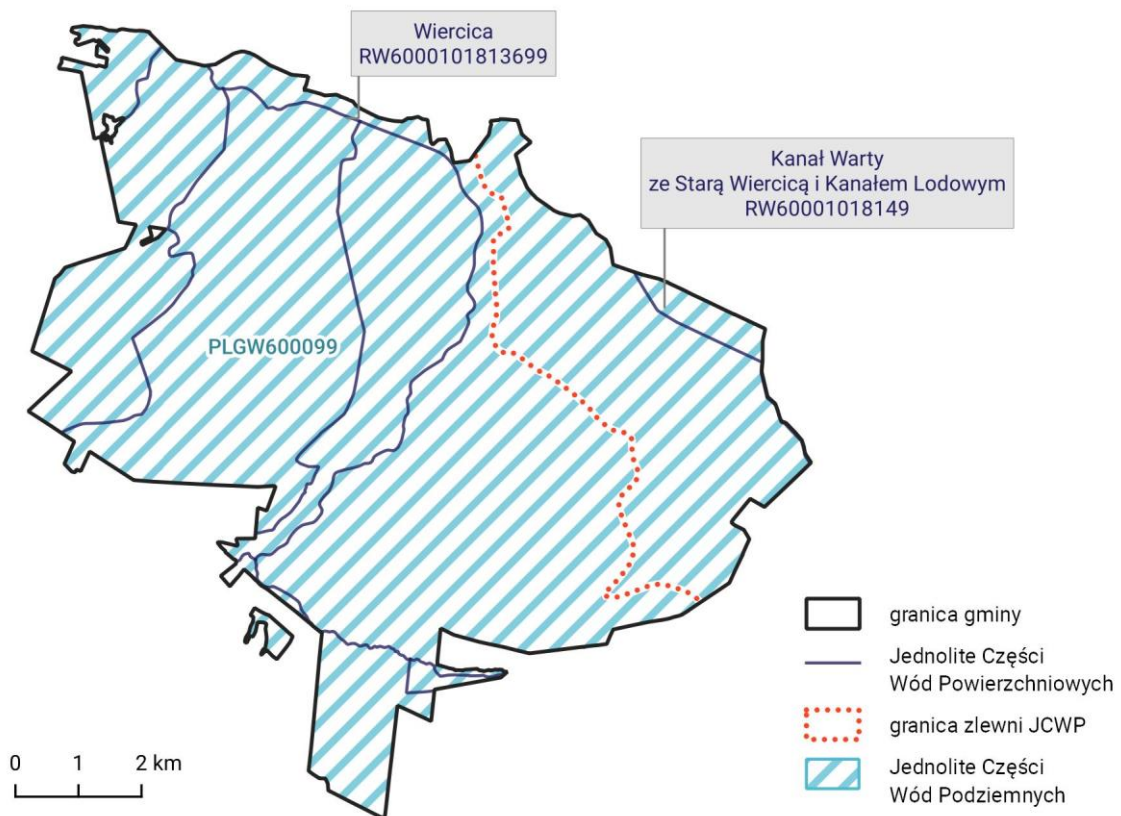 Wiercica
RW6000101813699
Kanał Warty
ze Starą Wiercicą i Kanałem Lodowym
RW60001018149
PLGW600099
granica gminy
Jednolite Części
Wód Powierzchniowych
granica zlewni JCWP
Jednolite Części
Wód Podziemnych
0 1 2 km